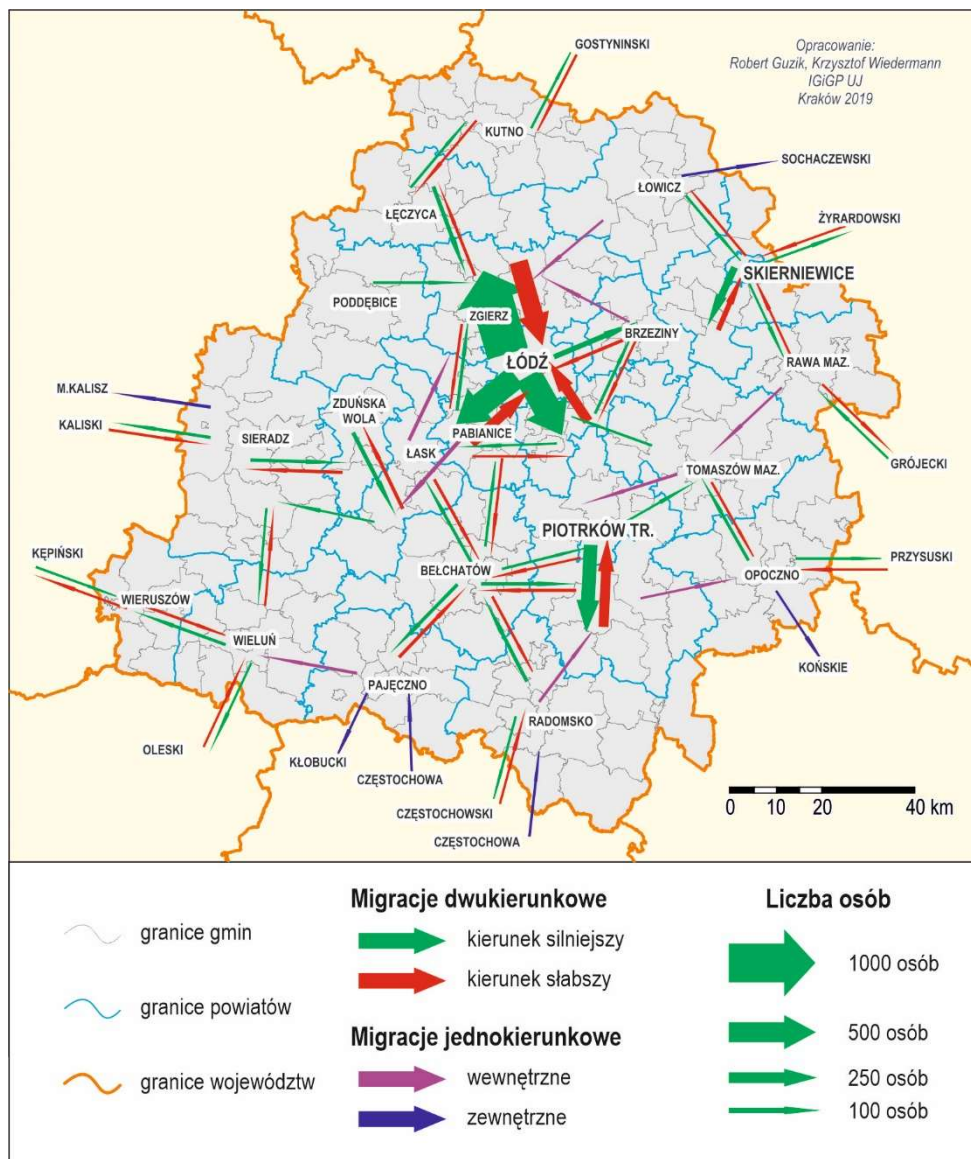 GOSTYNINSKI
Opracowanie:
Robert Guzik, Krzysztof Wiedermann
IGiGP UJ
Kraków 2019
KUTNO
SOCHACZEWSKI
ŁOWICZ
ŁĘCZYCA
ŻYRARDOWSKI
SKIERNIEWICE
PODDĘBICE
ZGIERZ
BRZEZINY
ŁÓDŹ
RAWA MAZ.
M.KALISZ
ZDUŃSKA
WOLA
KALISKI
SIERADZ
PABIANICE
ŁASK
GRÓJECKI
TOMASZÓW MAZ.
PIOTRKÓW TR.
KĘPIŃSKI
BEŁCHATÓW
PRZYSUSKI
OPOCZNO
WIERUSZÓW
WIELUŃ
KOŃSKIE
PAJĘCZNO
RADOMSKO
OLESKI
KŁOBUCKI
CZĘSTOCHOWA
CZĘSTOCHOWSKI
CZĘSTOCHOWA
0 10 20 40 km
Migracje dwukierunkowe
Liczba osób
granice gmin
kierunek silniejszy
1000 osób
kierunek słabszy
granice powiatów
500 osób
Migracje jednokierunkowe
250 osób
granice województw
wewnętrzne
zewnętrzne
100 osób